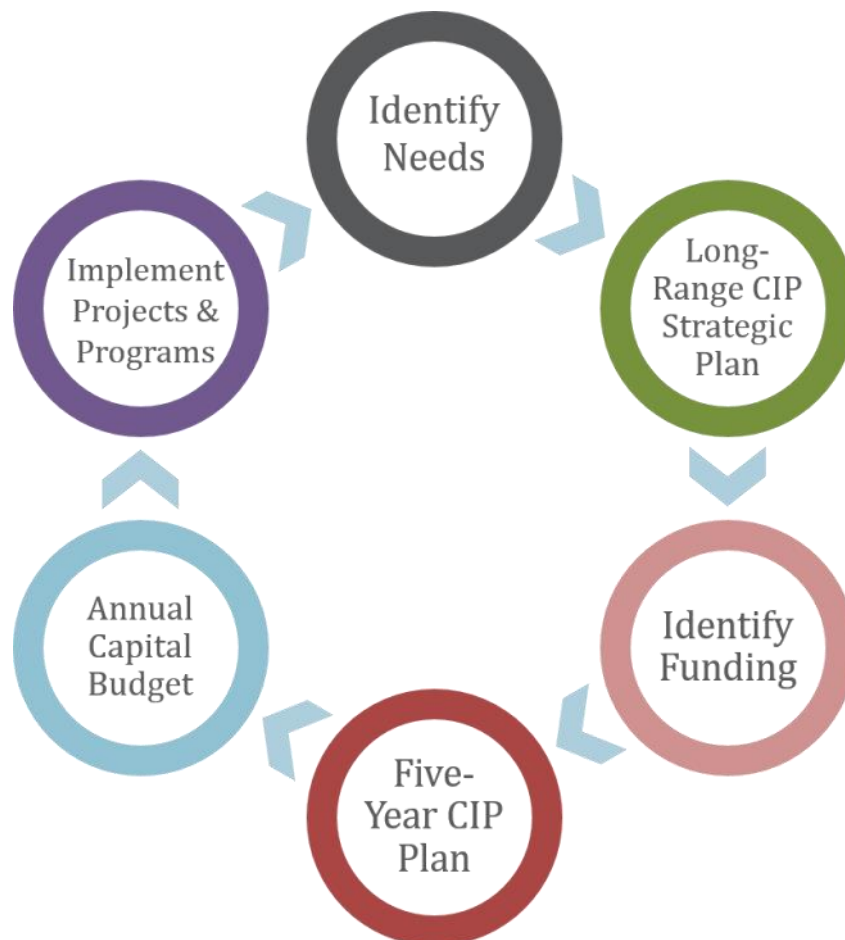 Identify
Needs
Long-
Range CIP
Strategic
Plan
Identify
Funding
Five-
Year CIP
Plan
Annual
Capital
Budget
Implement
Projects &
Programs